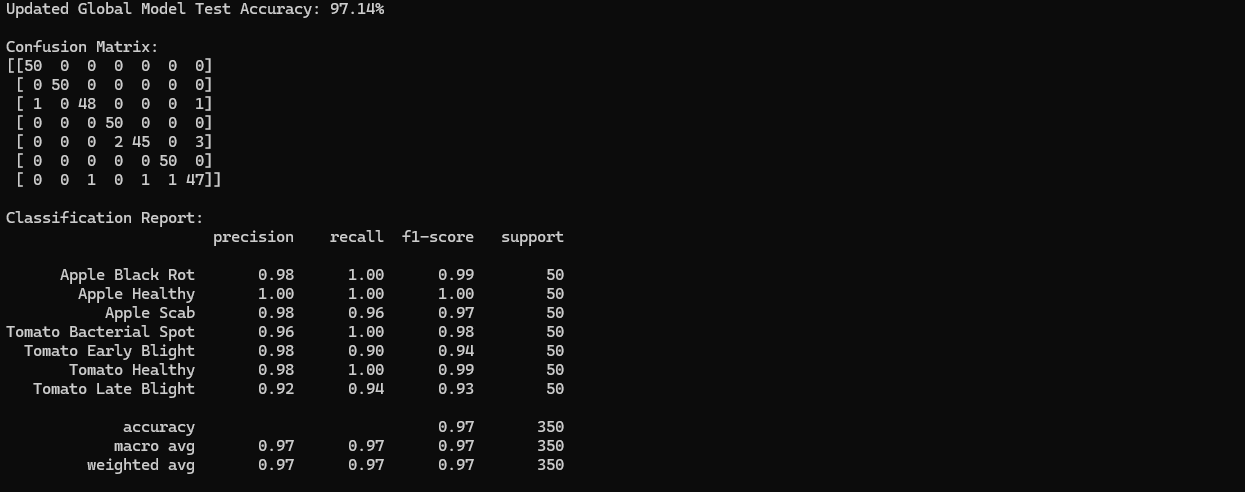 Updated Global Model Test Accuracy: 97.14%
Confusion Matrix:
[[50  0  0  0  0  0  0]
 [ 0 50  0  0  0  0  0]
 [ 1  0 48  0  0  0  1]
 [ 0  0  0 50  0  0  0]
 [ 0  0  0  2 45  0  3]
 [ 0  0  0  0  0 50  0]
 [ 0  0  1  0  1  1 47]]
Classification Report:
precision    recall  f1-score   support
Apple Black Rot       0.98      1.00      0.99        50
Apple Healthy       1.00      1.00      1.00        50
Apple Scab       0.98      0.96      0.97        50
Tomato Bacterial Spot       0.96      1.00      0.98        50
Tomato Early Blight       0.98      0.90      0.94        50
Tomato Healthy       0.98      1.00      0.99        50
Tomato Late Blight       0.92      0.94      0.93        50
accuracy                           0.97       350
macro avg       0.97      0.97      0.97       350
weighted avg       0.97      0.97      0.97       350